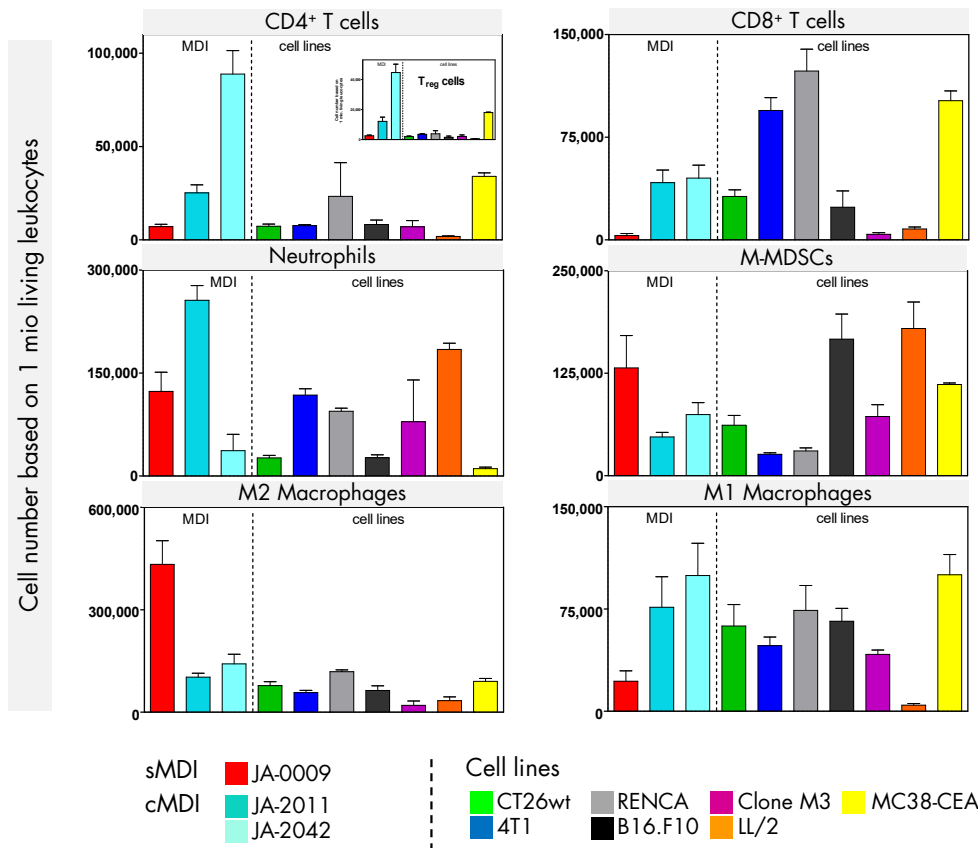 Cell number based on 1 mio living leukocytes
CD4+ T cells
MDI
cell lines
100,000
50,000
0
MDI
cell lines
Treg cells
CD8+ T cells
150,000
MDI
cell lines
75,000
0
Neutrophils
300,000
MDI
cell lines
150,000
0
M-MDSCs
250,000
MDI
cell lines
125,000
0
M2 Macrophages
600,000
MDI
cell lines
300,000
0
M1 Macrophages
150,000
MDI
cell lines
75,000
0
sMDI
JA-0009
cMDI
JA-2011
JA-2042
Cell lines
CT26wt
RENCA
Clone M3
MC38-CEA
4T1
B16.F10
LL/2